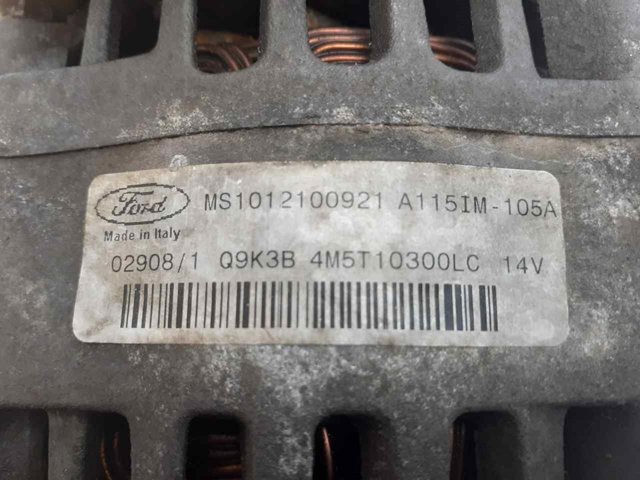 Ford MS1012100921 A115IM-105A
Made in Italy
02908/1 Q9K3B 4M5T10300LC 14V